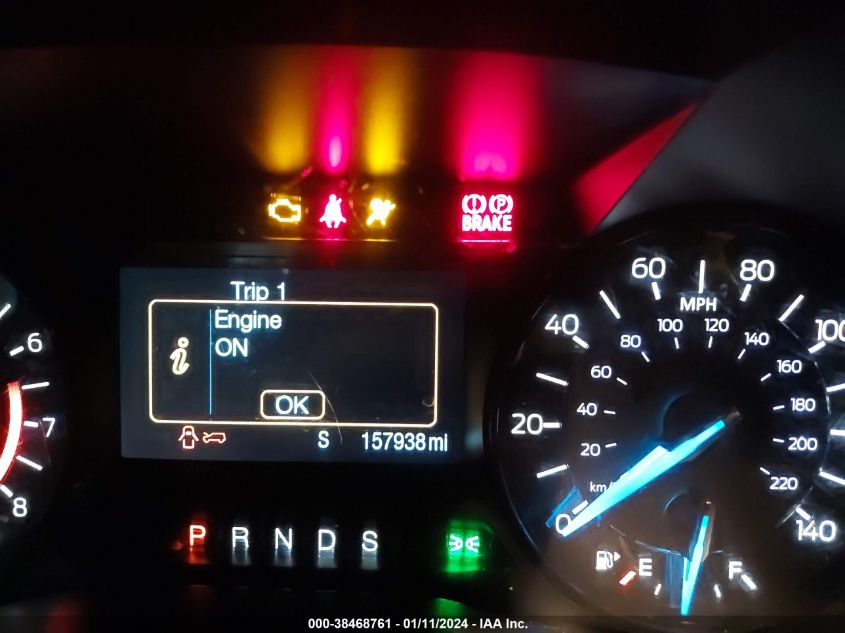 BRAKE
Trip 1
Engine
ON
OK
S 157938 mi
P R N D S
6
7
8
60 80
MPH
40 100
100 120
80 140
60 160
20
40 180
20 200
km/
220
0
140
E F
000-38468761 - 01/11/2024 - IAA Inc.